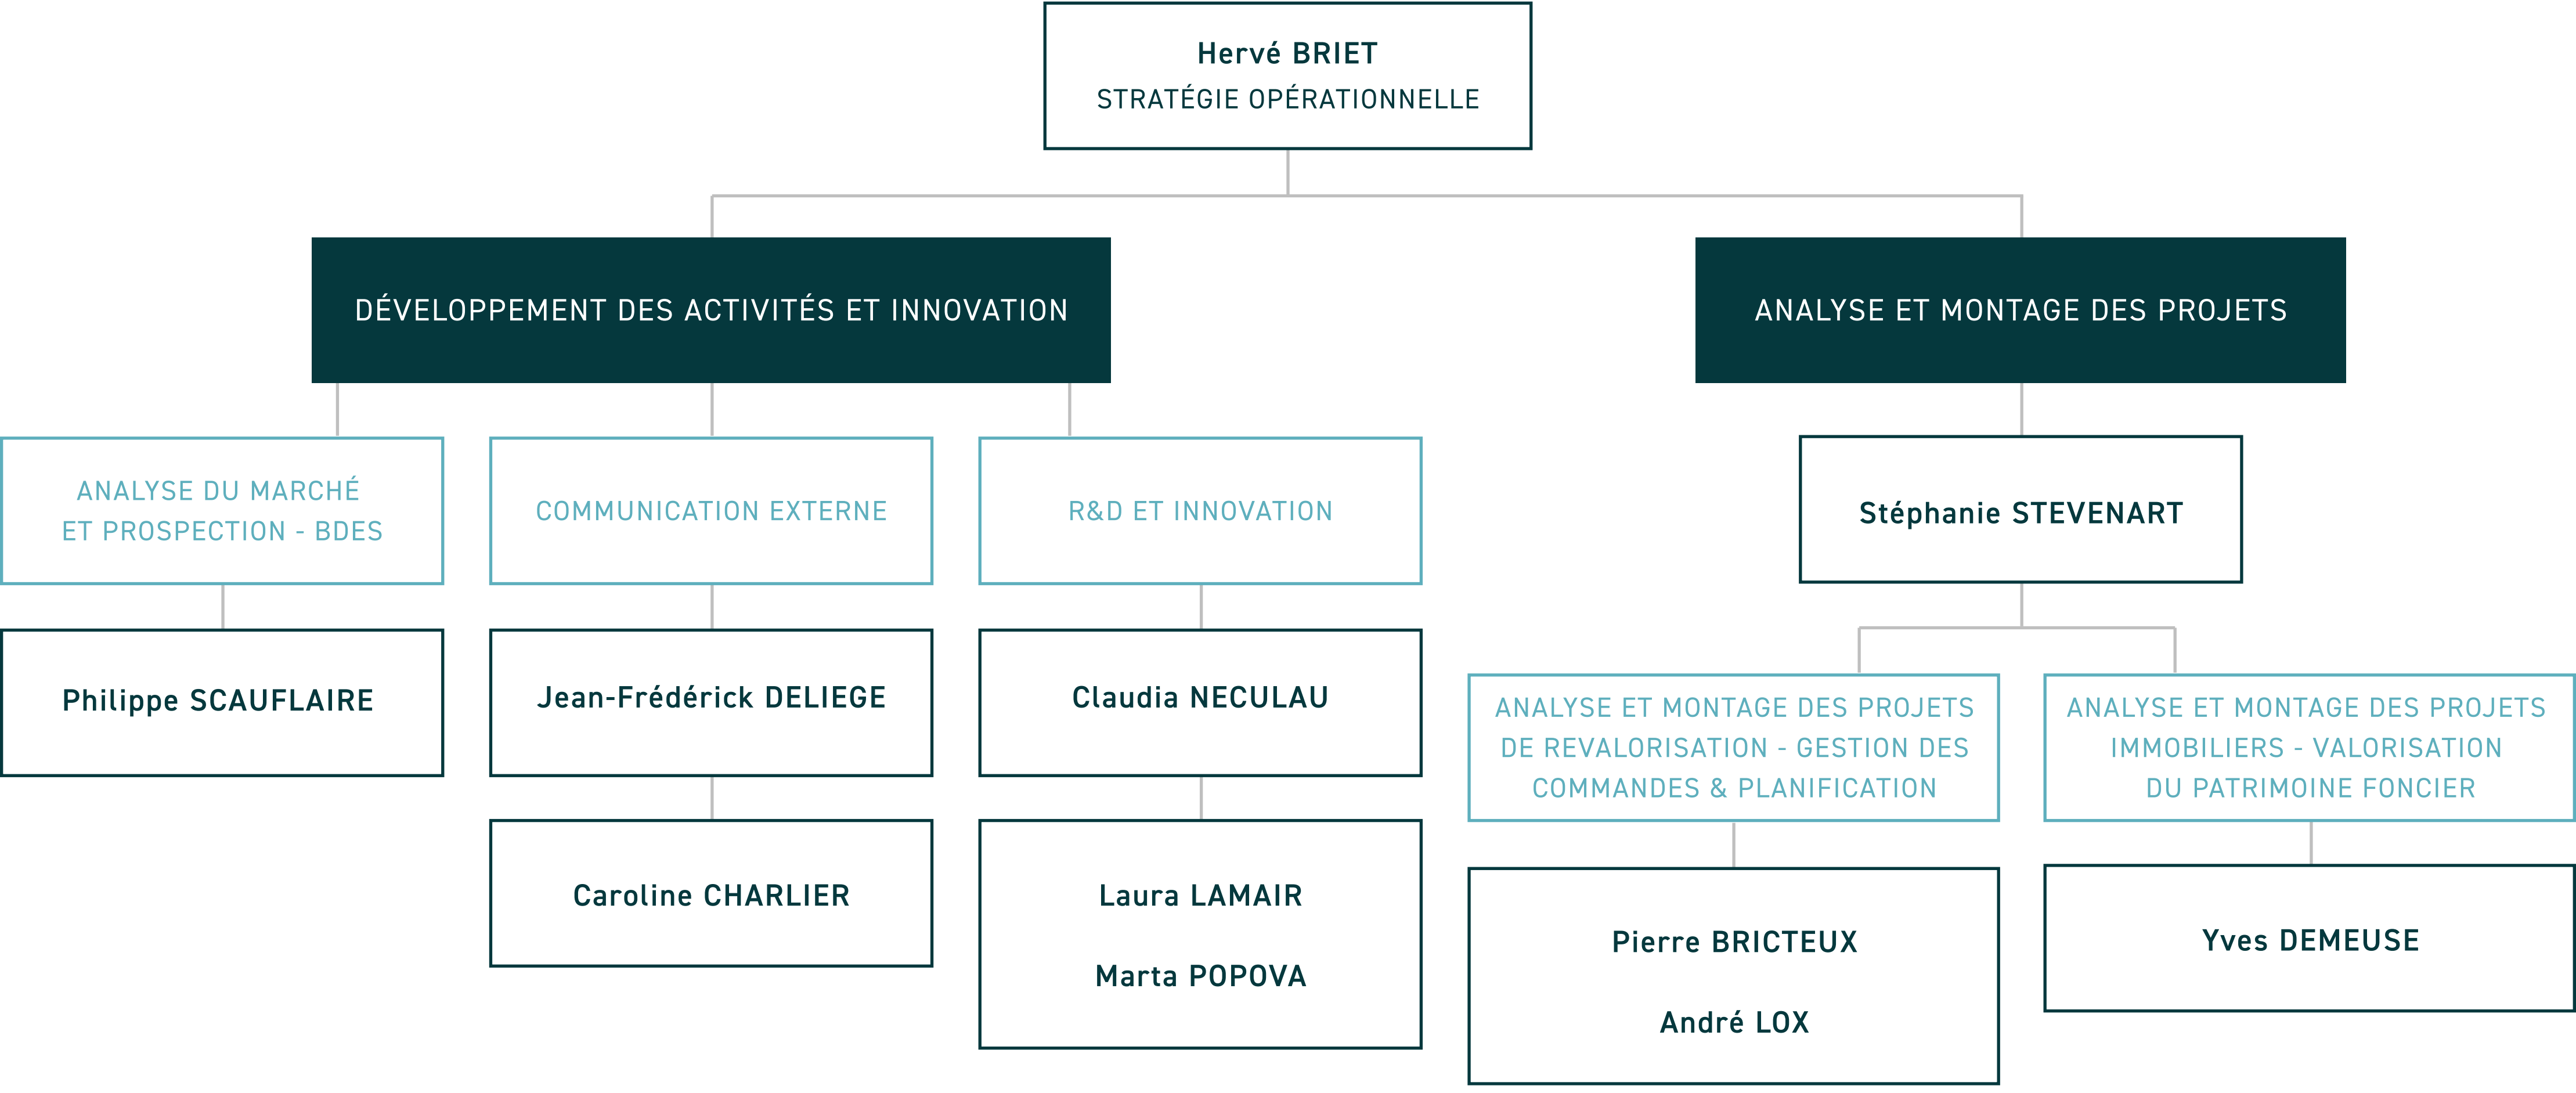 Hervé BRIET
STRATÉGIE OPÉRATIONNELLE
DÉVELOPPEMENT DES ACTIVITÉS ET INNOVATION
ANALYSE ET MONTAGE DES PROJETS
ANALYSE DU MARCHÉ
ET PROSPECTION - BDES
COMMUNICATION EXTERNE
R&D ET INNOVATION
Stéphanie STEVENART
Philippe SCAUFLAIRE
Jean-Frédérick DELIEGE
Claudia NECULAU
ANALYSE ET MONTAGE DES PROJETS
DE REVALORISATION - GESTION DES
COMMANDES & PLANIFICATION
ANALYSE ET MONTAGE DES PROJETS
IMMOBILIERS - VALORISATION
DU PATRIMOINE FONCIER
Caroline CHARLIER
Laura LAMAIR
Marta POPOVA
Pierre BRICTEUX
André LOX
Yves DEMEUSE